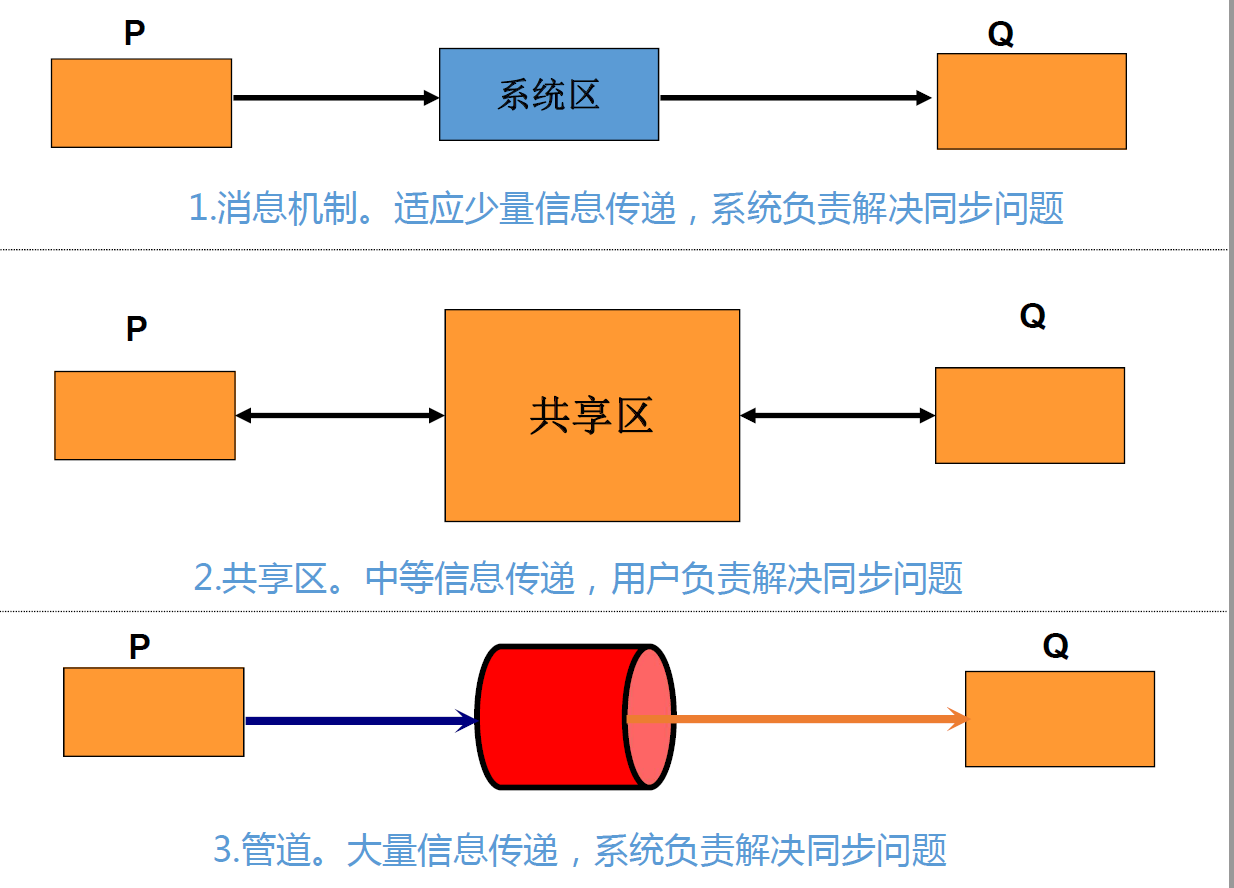 P
Q
系统区
1.消息机制。适应少量信息传递，系统负责解决同步问题
P
Q
共享区
2.共享区。中等信息传递，用户负责解决同步问题
P
Q
3.管道。大量信息传递，系统负责解决同步问题